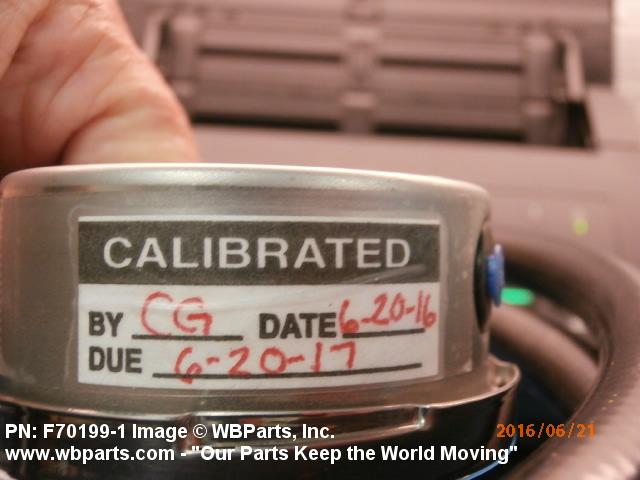 CALIBRATED
BY CG DATE 6-20-16
DUE 6-20-17
PN: F70199-1 Image © WBParts, Inc. 2016/06/21
www.wbparts.com - "Our Parts Keep the World Moving"